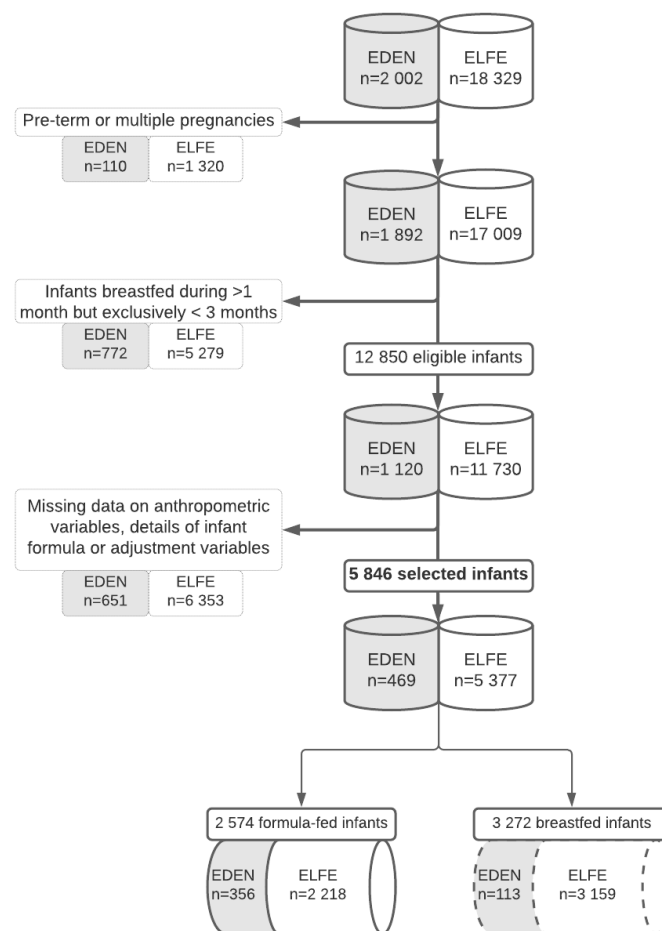 EDEN
n=2 002
ELFE
n=18 329
Pre-term or multiple pregnancies
EDEN
n=110
ELFE
n=1 320
EDEN
n=1 892
ELFE
n=17 009
Infants breastfed during >1
month but exclusively < 3 months
EDEN
n=772
ELFE
n=5 279
12 850 eligible infants
EDEN
n=1 120
ELFE
n=11 730
Missing data on anthropometric
variables, details of infant
formula or adjustment variables
EDEN
n=651
ELFE
n=6 353
5 846 selected infants
EDEN
n=469
ELFE
n=5 377
2 574 formula-fed infants
EDEN
n=356
ELFE
n=2 218
3 272 breastfed infants
EDEN
n=113
ELFE
n=3 159